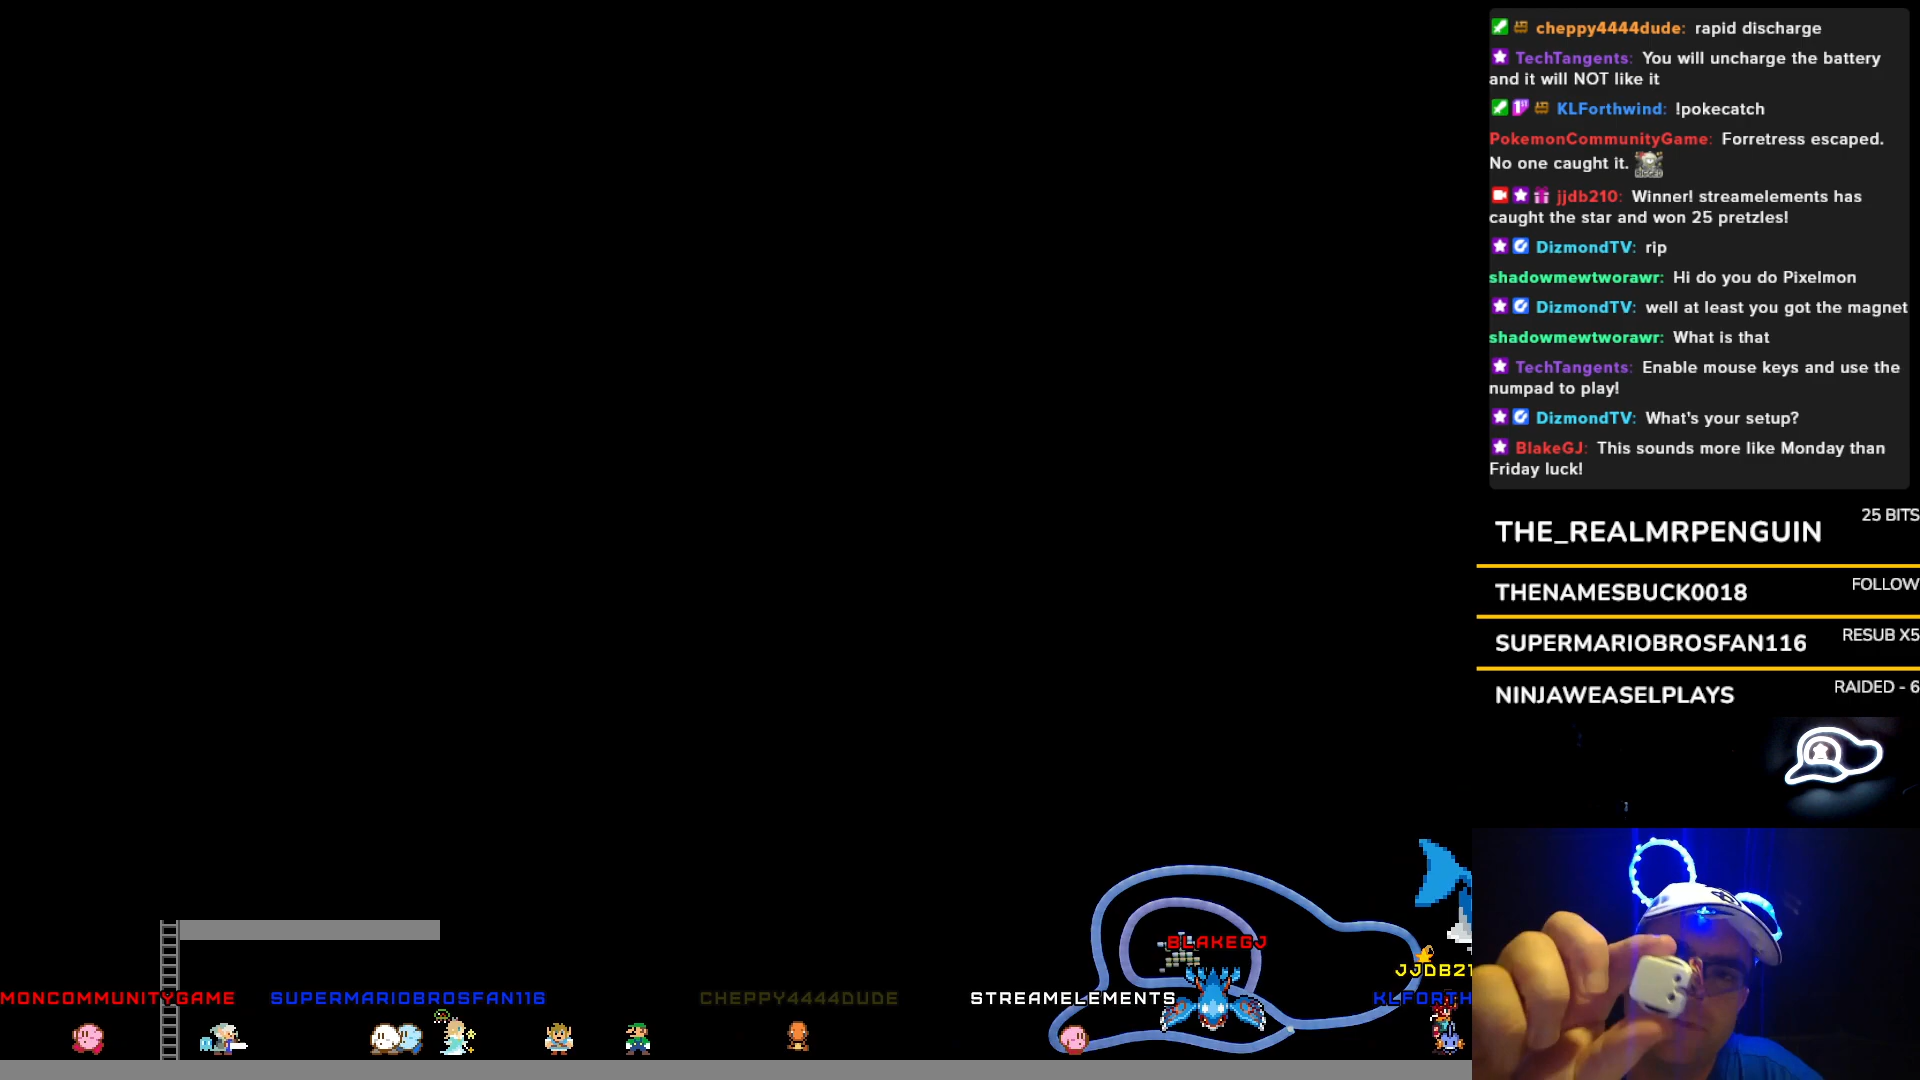 cheppy4444dude: rapid discharge
TechTangents: You will uncharge the battery
and it will NOT like it
KLForthwind: !pokecatch
PokemonCommunityGame: Forretress escaped.
No one caught it.
jjdb210: Winner! streamelements has
caught the star and won 25 pretzles!
DizmondTV: rip
shadowmewtworawr: Hi do you do Pixelmon
DizmondTV: well at least you got the magnet
shadowmewtworawr: What is that
TechTangents: Enable mouse keys and use the
numpad to play!
DizmondTV: What's your setup?
BlakeGJ: This sounds more like Monday than
Friday luck!
THE_REALMRPENGUIN 25 BITS
THENAMESBUCK0018 FOLLOW
SUPERMARIOBROSFAN116 RESUB X5
NINJAWEASELPLAYS RAIDED - 6
BLAKEGJ
JJDB21
MONCOMMUNITYGAME SUPERMARIOBROSFAN116 CHEPPY4444DUDE STREAMELEMENTS KLFORTH